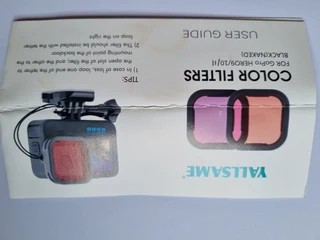 YALLSAME
COLOR FILTERS
FOR GoPro HERO9/10/11
BLACK(NAKED)
USER GUIDE
TIPS:
1) In case of loss, loop one end of the tether to
the open slot of the filter, and the other to the
mounting point the backdoor
2) The filter should be installed with the tether
loop on the right